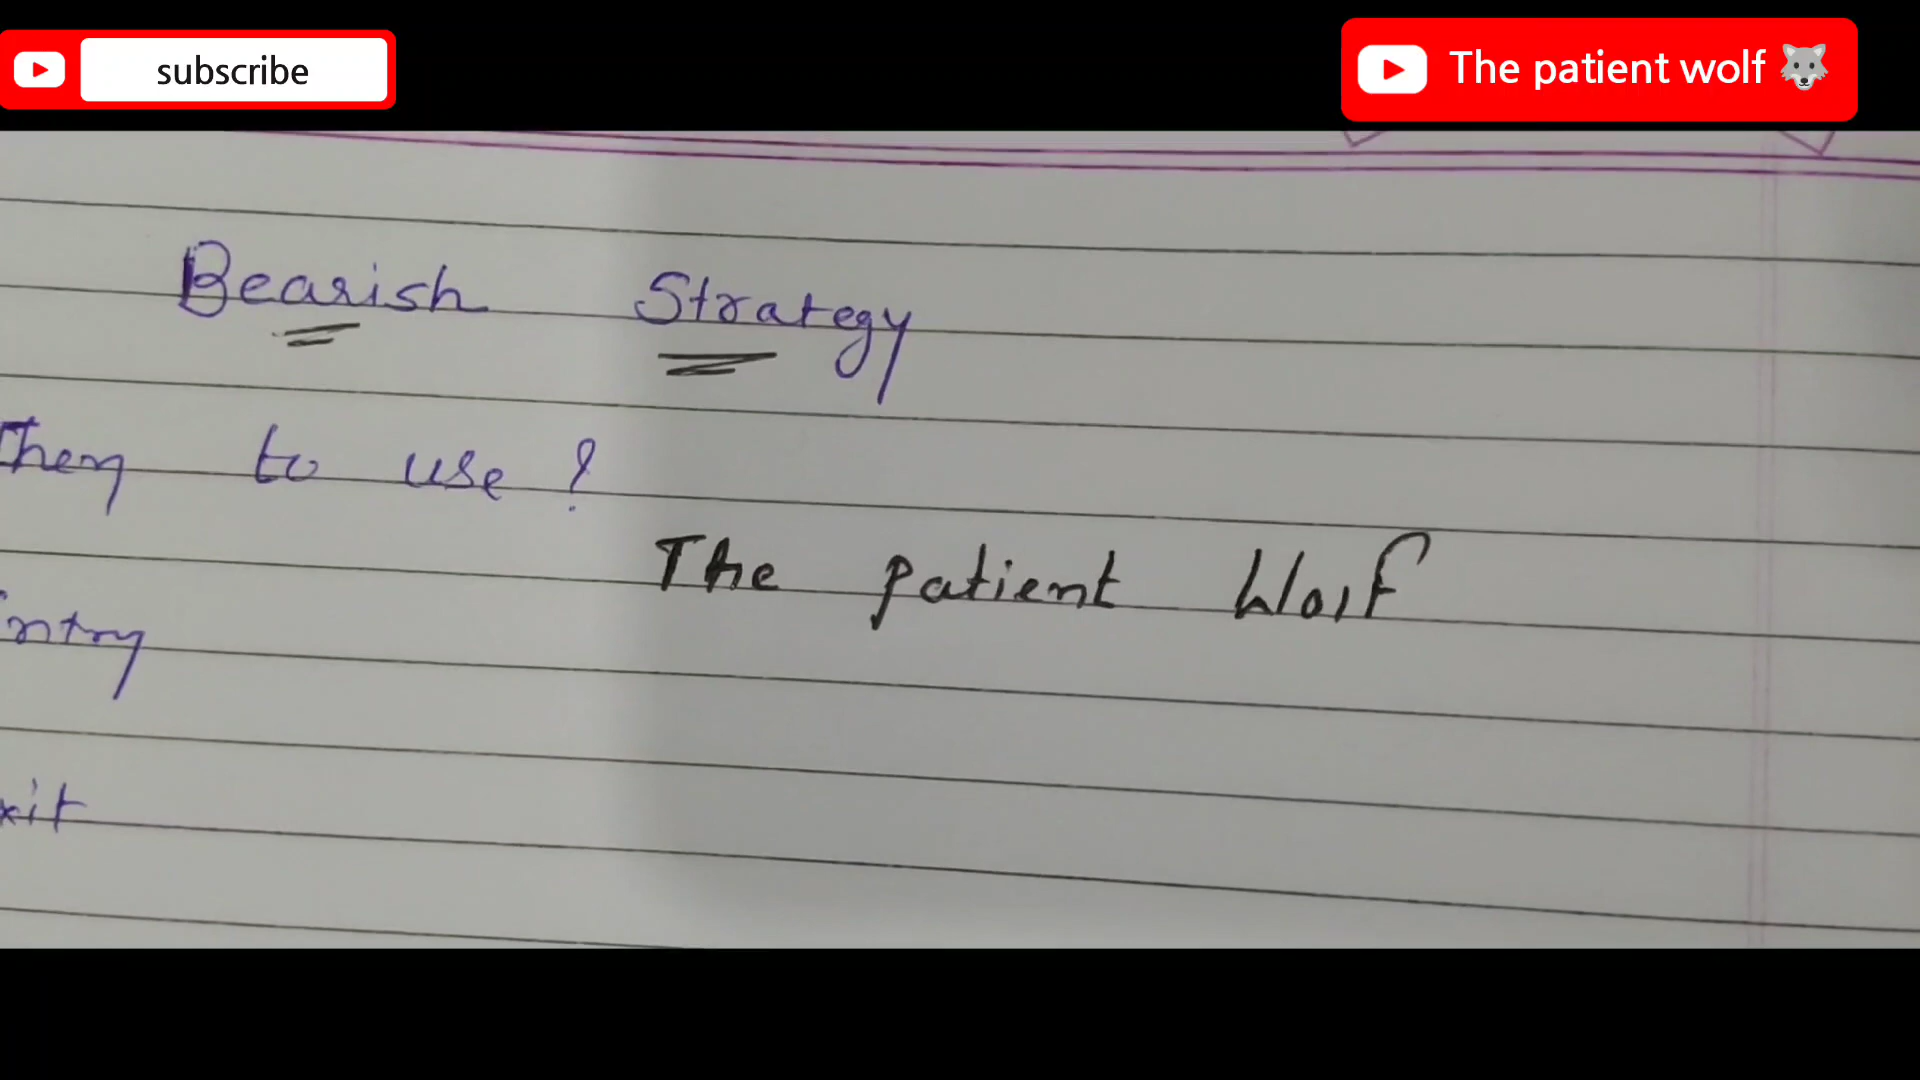 subscribe
The patient wolf
Bearish Strategy
to use ?
The patient Wolf
ntry
xit